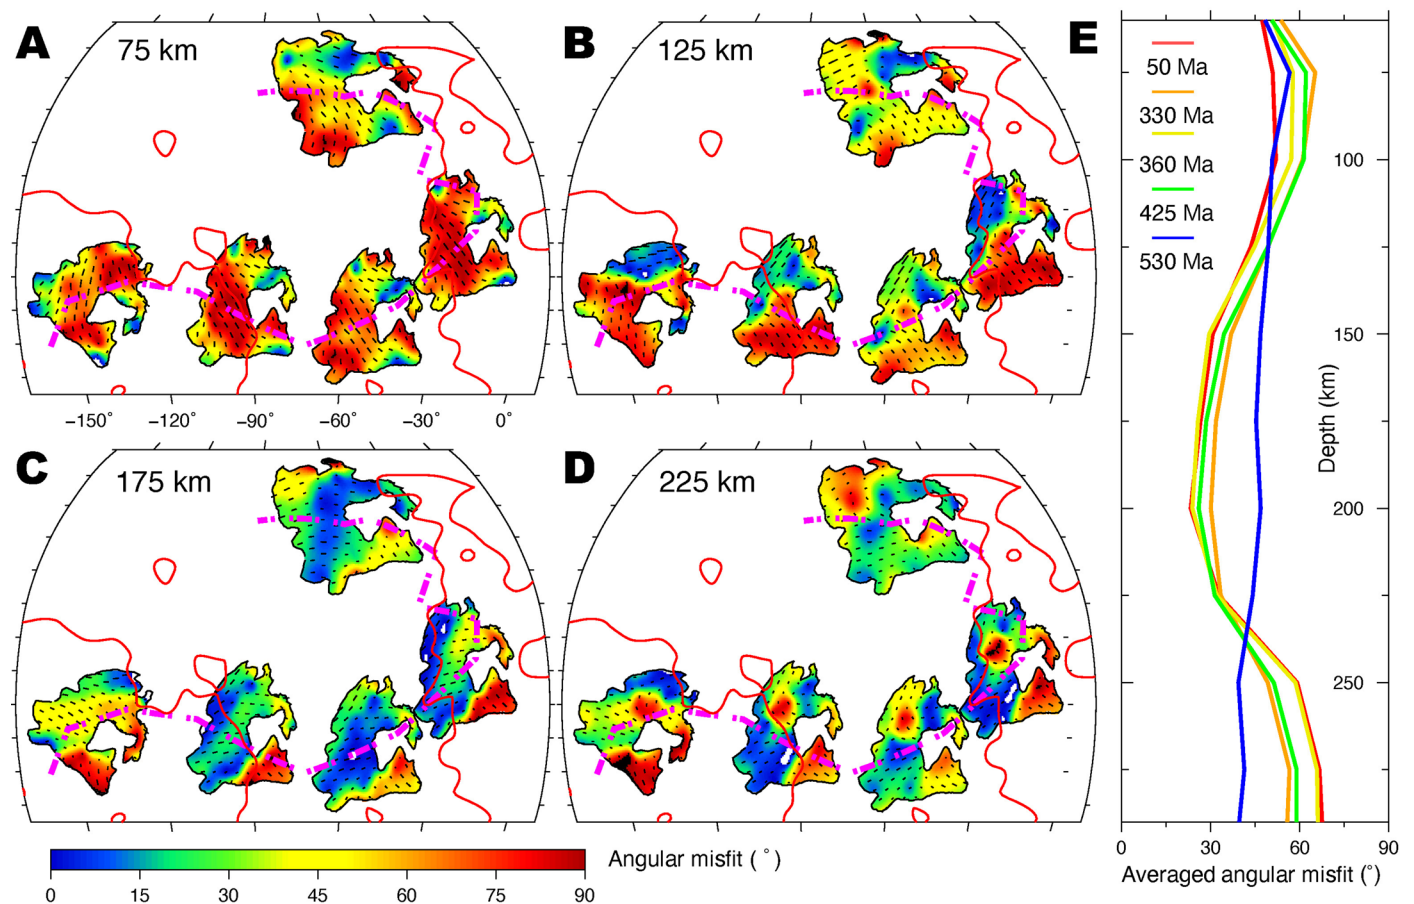 A
75 km
B
125 km
E
50 Ma
330 Ma
360 Ma
425 Ma
530 Ma
100
150
Depth (km)
200
250
−150°
−120°
−90°
−60°
−30°
0°
C
175 km
D
225 km
0
30
60
90
Averaged angular misfit (°)
Angular misfit (°)
0
15
30
45
60
75
90